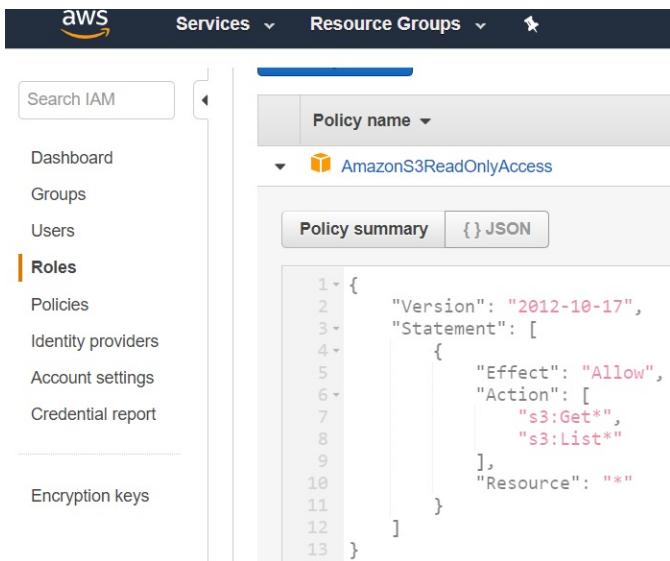 aws
Services
Resource Groups
Search IAM
Dashboard
Groups
Users
Roles
Policies
Identity providers
Account settings
Credential report
Encryption keys
Policy name
AmazonS3ReadOnlyAccess
Policy summary
{ } JSON
1 {
2 "Version": "2012-10-17",
3 "Statement": [
4 {
5 "Effect": "Allow",
6 "Action": [
7 "s3:Get*",
8 "s3:List*"
9 ],
10 "Resource": "*"
11 }
12 ]
13 }